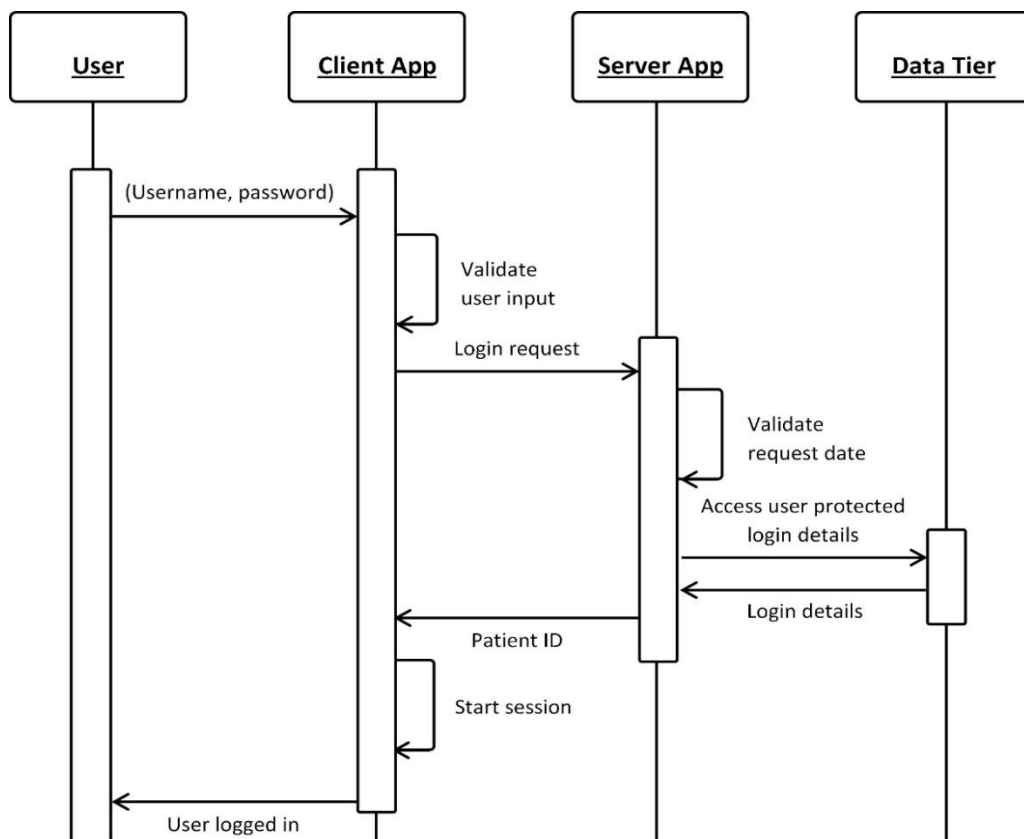 User
Client App
Server App
Data Tier
(Username, password)
Validate
user input
Login request
Validate
request date
Access user protected
login details
Login details
Patient ID
Start session
User logged in